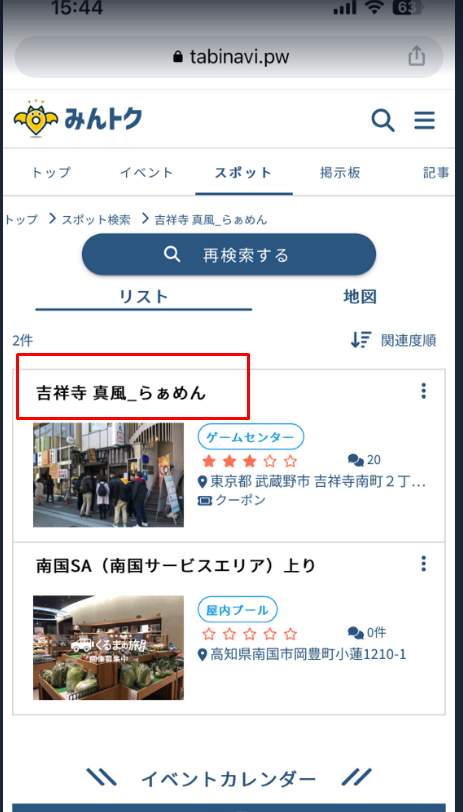 15:44
63
tabinavi.pw
みんトク
トップ イベント スポット 掲示板 記事
トップ > スポット検索 > 吉祥寺 真風_らぁめん
再検索する
リスト 地図
2件 関連度順
吉祥寺 真風_らぁめん
ゲームセンター
20
東京都 武蔵野市 吉祥寺南町２丁…
クーポン
南国SA（南国サービスエリア）上り
屋内プール
くるまの旅
画像募集中
0件
高知県南国市岡豊町小蓮1210-1
イベントカレンダー